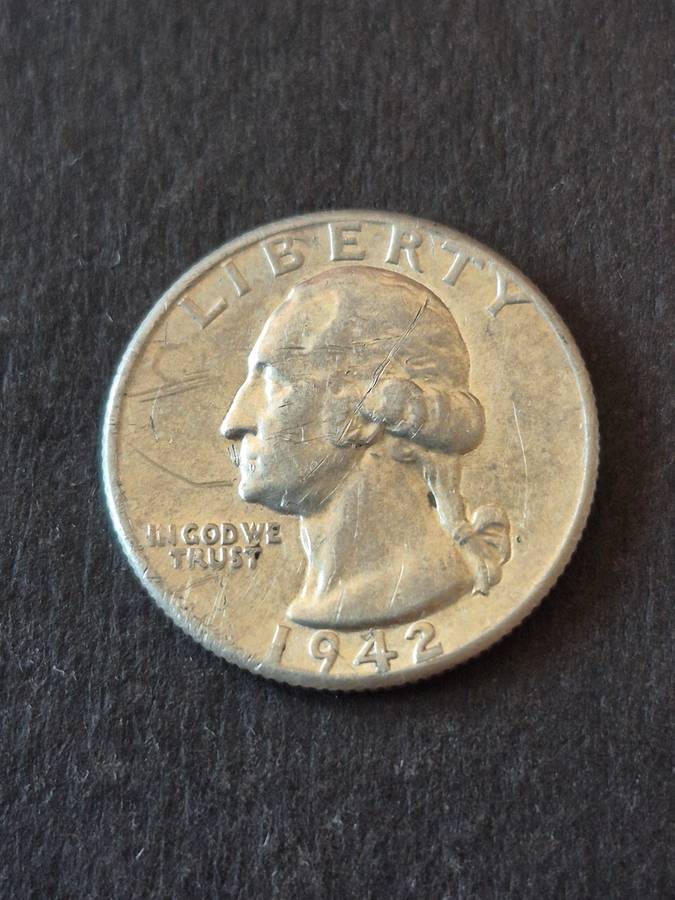 LIBERTY
IN GOD WE
TRUST
1942